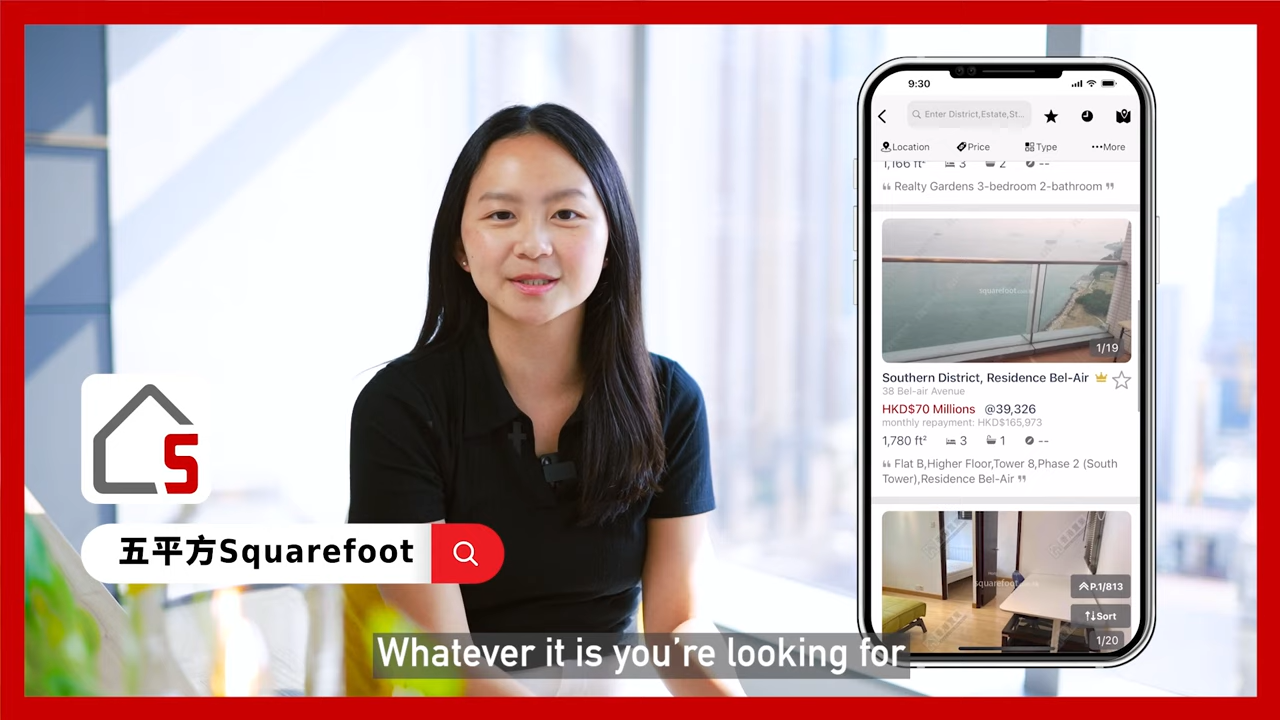 9:30
Enter District,Estate,St...
Location
Price
Type
•••More
1,166 ft² 3 2 --
❝ Realty Gardens 3-bedroom 2-bathroom ❞
squarefoot
1/19
Southern District, Residence Bel-Air
38 Bel-air Avenue
HKD$70 Millions @39,326
monthly repayment: HKD$165,973
1,780 ft² 3 1 --
❝ Flat B,Higher Floor,Tower 8,Phase 2 (South
Tower),Residence Bel-Air ❞
squarefoot
P.1/813
Sort
1/20
S
五平方Squarefoot
Whatever it is you're looking for